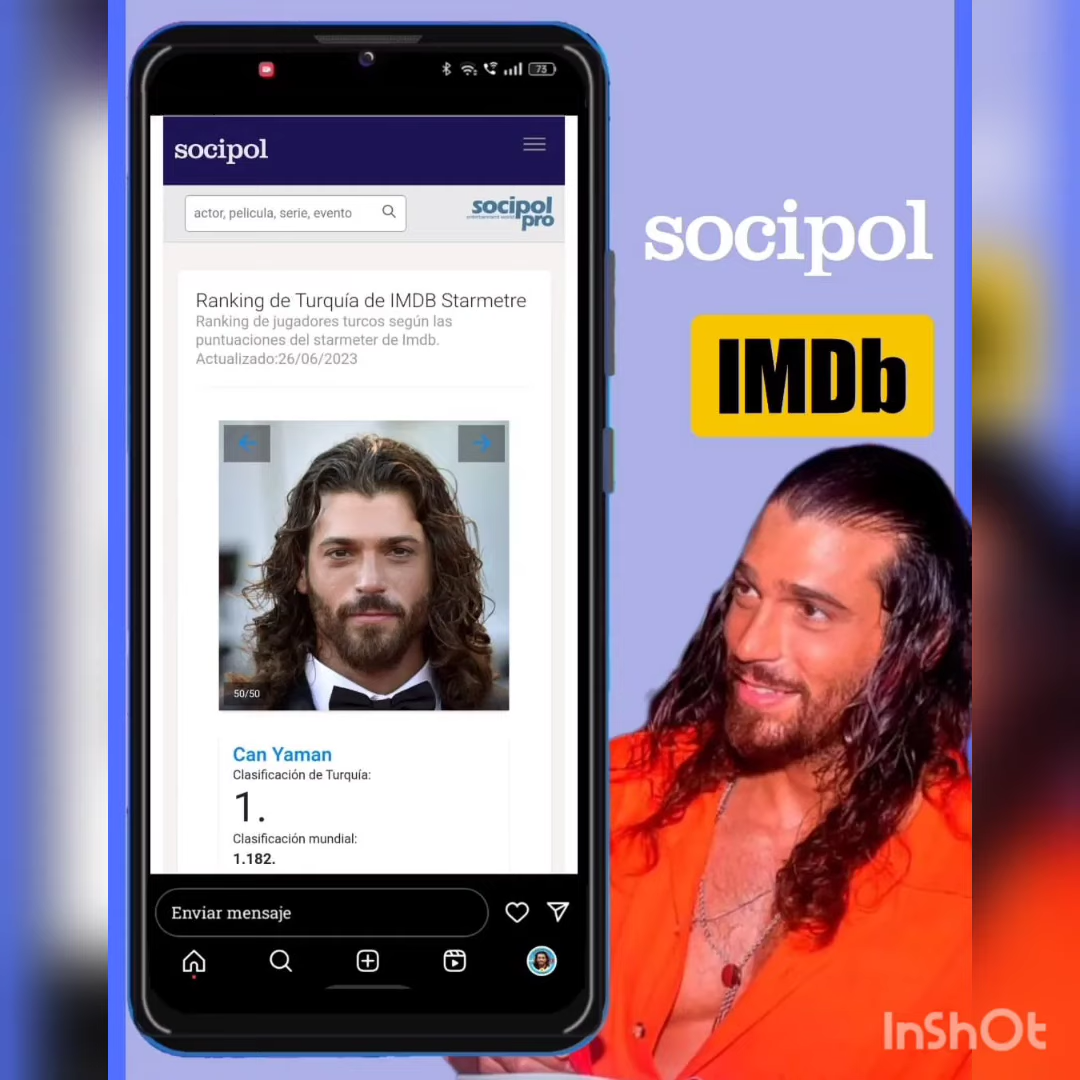 73
socipol
actor, pelicula, serie, evento
socipol
pro
Ranking de Turquía de IMDB Starmetre
Ranking de jugadores turcos según las
puntuaciones del starmeter de Imdb.
Actualizado:26/06/2023
50/50
Can Yaman
Clasificación de Turquía:
1.
Clasificación mundial:
1.182.
Enviar mensaje
socipol
IMDb
InShOt